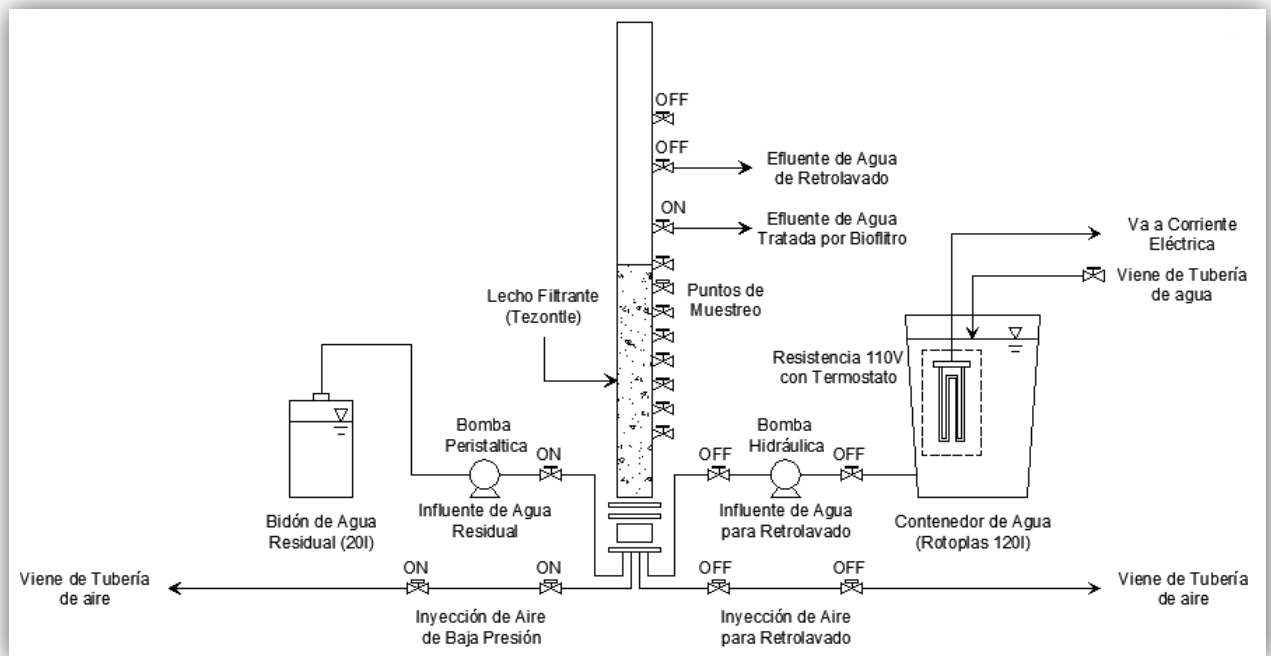 OFF
OFF
Efluente de Agua
de Retrolavado
ON
Efluente de Agua
Tratada por Bioflitro
Va a Corriente
Eléctrica
Viene de Tubería
de agua
Lecho Filtrante
(Tezontle)
Puntos de
Muestreo
Resistencia 110V
con Termostato
Bomba
Peristaltica
ON
OFF
Bomba
Hidráulica
OFF
Bidón de Agua
Residual (20l)
Influente de Agua
Residual
Influente de Agua
para Retrolavado
Contenedor de Agua
(Rotoplas 120l)
Viene de Tubería
de aire
ON
ON
OFF
OFF
Viene de Tubería
de aire
Inyección de Aire
de Baja Presión
Inyección de Aire
para Retrolavado